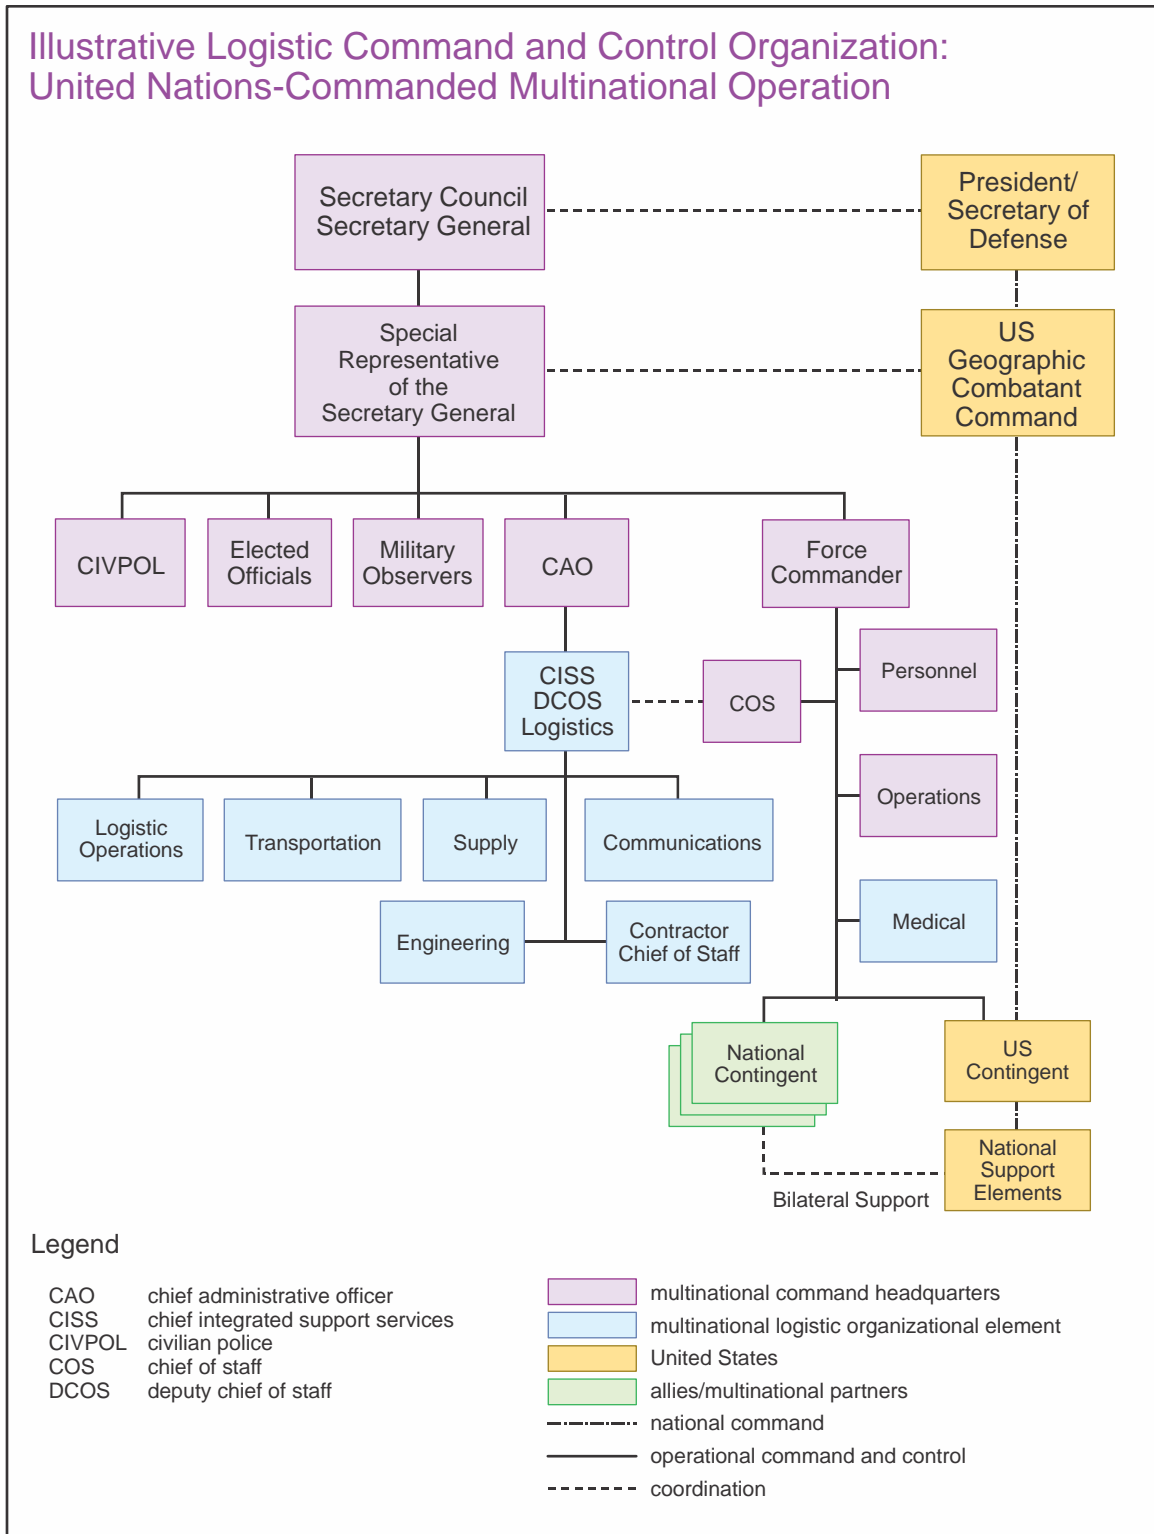 Illustrative Logistic Command and Control Organization:
United Nations-Commanded Multinational Operation
Secretary Council
Secretary General
President/
Secretary of
Defense
Special
Representative
of the
Secretary General
US
Geographic
Combatant
Command
CIVPOL
Elected
Officials
Military
Observers
CAO
Force
Commander
CISS
DCOS
Logistics
COS
Personnel
Operations
Logistic
Operations
Transportation
Supply
Communications
Engineering
Contractor
Chief of Staff
Medical
National
Contingent
US
Contingent
National
Support
Elements
Bilateral Support
Legend
CAO chief administrative officer
CISS chief integrated support services
CIVPOL civilian police
COS chief of staff
DCOS deputy chief of staff
multinational command headquarters
multinational logistic organizational element
United States
allies/multinational partners
national command
operational command and control
coordination